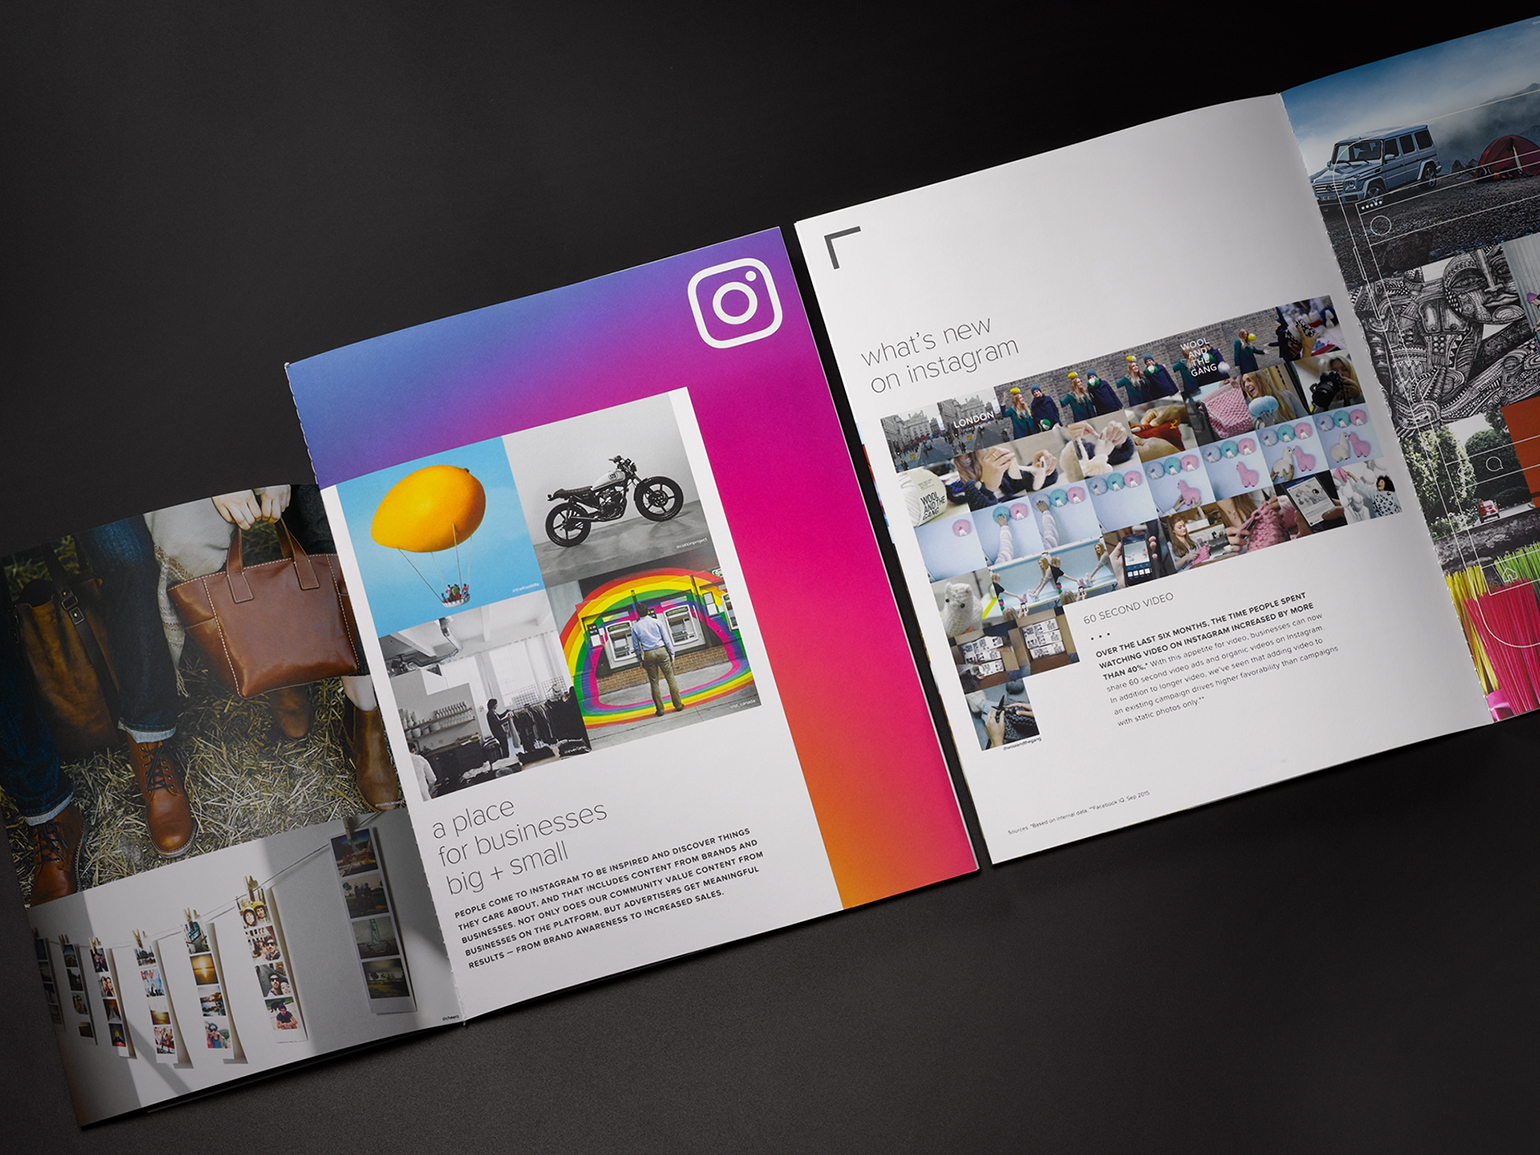 a place
for businesses
big + small
PEOPLE COME TO INSTAGRAM TO BE INSPIRED AND DISCOVER THINGS
THEY CARE ABOUT, AND THAT INCLUDES CONTENT FROM BRANDS AND
BUSINESSES. NOT ONLY DOES OUR COMMUNITY VALUE CONTENT FROM
BUSINESSES ON THE PLATFORM, BUT ADVERTISERS GET MEANINGFUL
RESULTS — FROM BRAND AWARENESS TO INCREASED SALES.
what's new
on instagram
LONDON
WOOL
AND
THE
GANG
WOOL
AND THE
GANG
60 SECOND VIDEO
OVER THE LAST SIX MONTHS, THE TIME PEOPLE SPENT
WATCHING VIDEO ON INSTAGRAM INCREASED BY MORE
THAN 40%.* With this appetite for video, businesses can now
share 60 second video ads and organic videos on Instagram.
In addition to longer video, we've seen that adding video to
an existing campaign drives higher favorability than campaigns
with static photos only.**
@woolandthegang
Sources: *Based on internal data. **Facebook IQ, Sep 2015